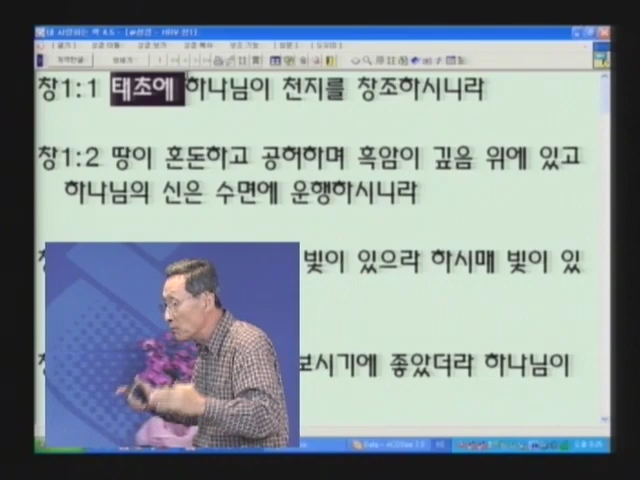 창1:1 태초에 하나님이 천지를 창조하시니라
창1:2 땅이 혼돈하고 공허하며 흑암이 깊음 위에 있고
하나님의 신은 수면에 운행하시니라
빛이 있으라 하시매 빛이 있
보시기에 좋았더라 하나님이